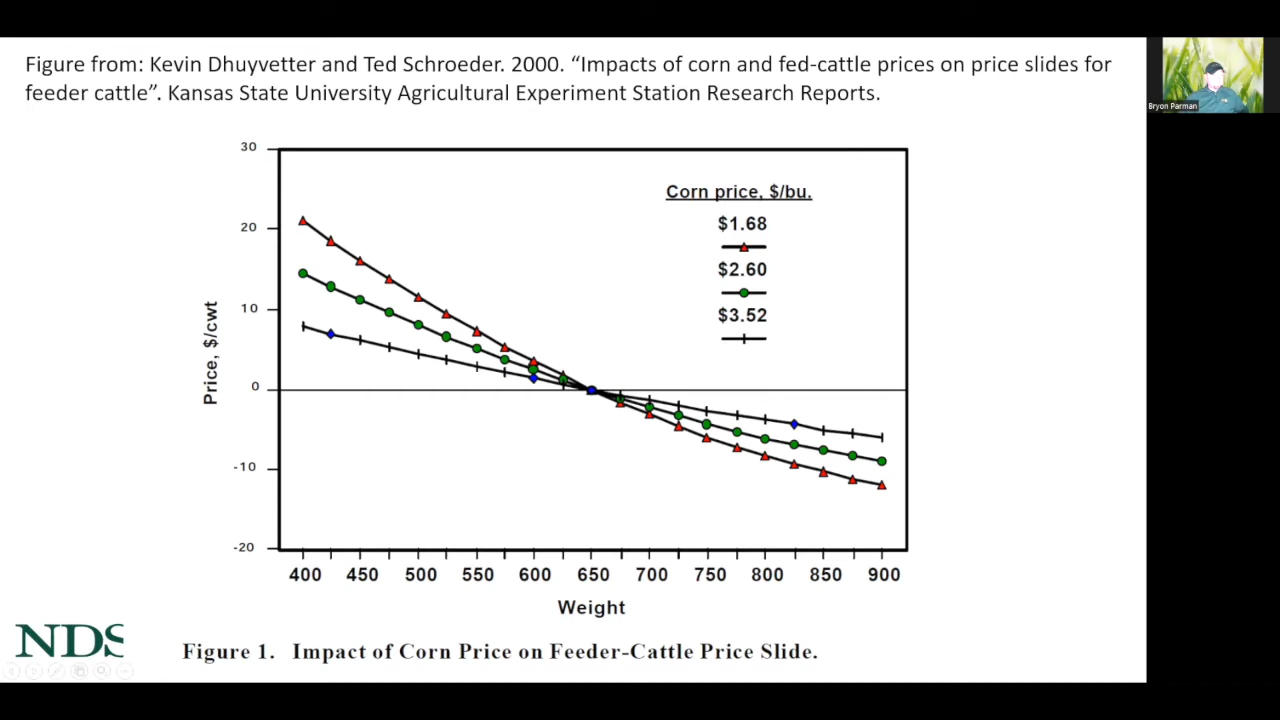 Figure from: Kevin Dhuyvetter and Ted Schroeder. 2000. “Impacts of corn and fed-cattle prices on price slides for
feeder cattle”. Kansas State University Agricultural Experiment Station Research Reports.
Bryon Parman
30
20
10
0
-10
-20
Price, $/cwt
Corn price, $/bu.
$1.68
$2.60
$3.52
400 450 500 550 600 650 700 750 800 850 900
Weight
NDS
Figure 1. Impact of Corn Price on Feeder-Cattle Price Slide.